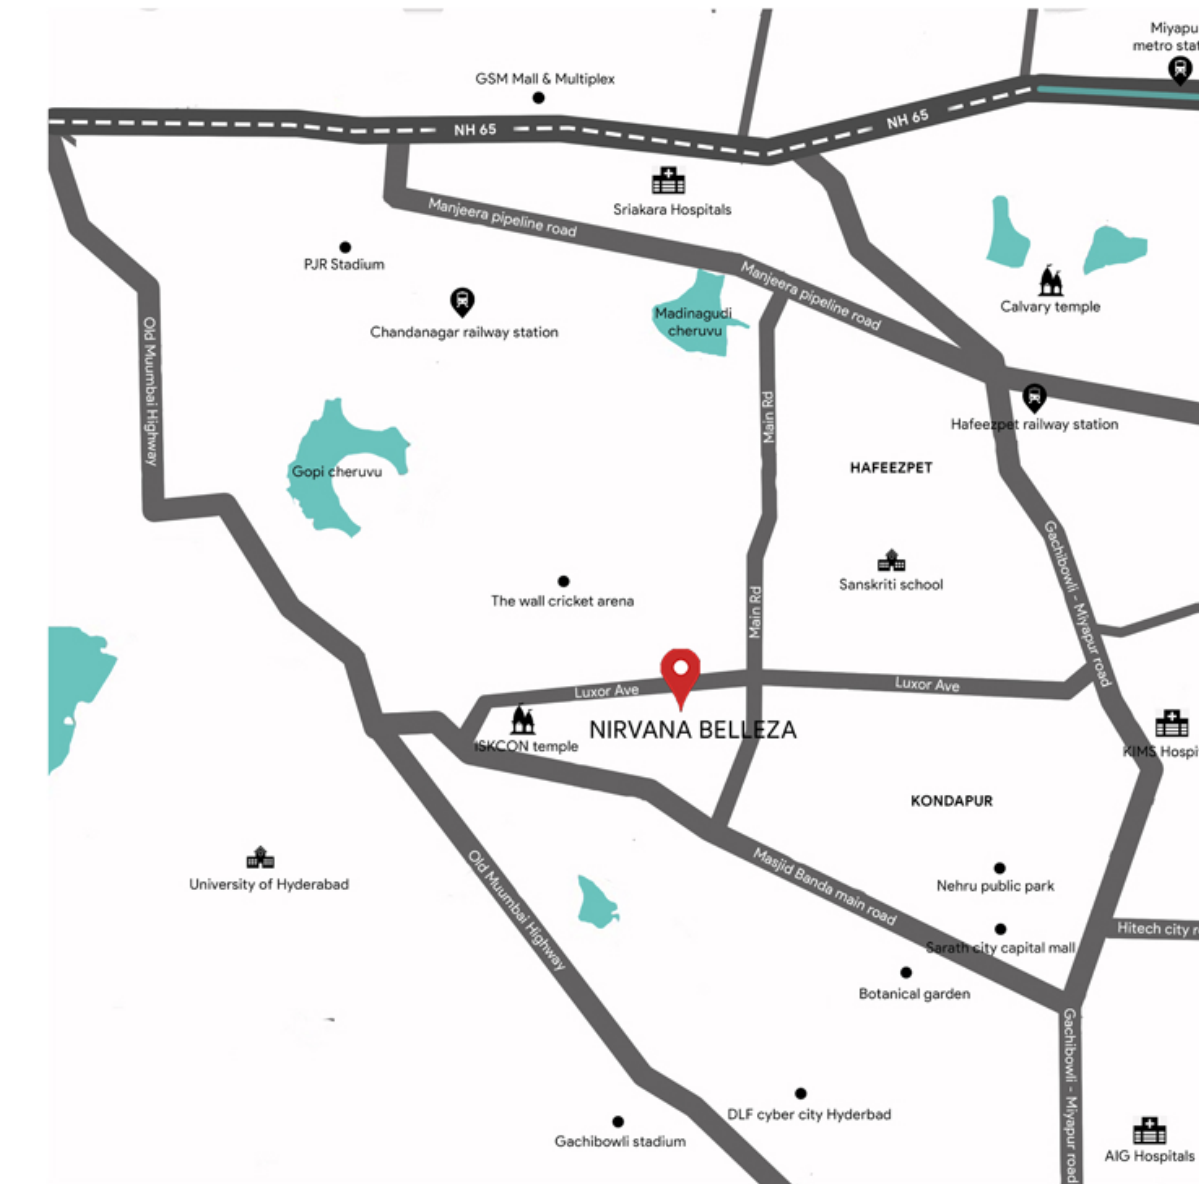 Miyapu
metro stat
GSM Mall & Multiplex
NH 65
NH 65
Sriakara Hospitals
Manjeera pipeline road
PJR Stadium
Manjeera pipeline road
Calvary temple
Madinagudi
cheruvu
Chandanagar railway station
Old Muumbai Highway
Main Rd
Hafeezpet railway station
HAFEEZPET
Gopi cheruvu
Gachibowli - Miyapur road
Sanskriti school
The wall cricket arena
Main Rd
Luxor Ave
Luxor Ave
NIRVANA BELLEZA
ISKCON temple
KIMS Hospi
KONDAPUR
Masjid Banda main road
University of Hyderabad
Old Muumbai Highway
Nehru public park
Hitech city r
Sarath city capital mall
Botanical garden
Gachibowli - Miyapur road
DLF cyber city Hyderbad
Gachibowli stadium
AIG Hospitals